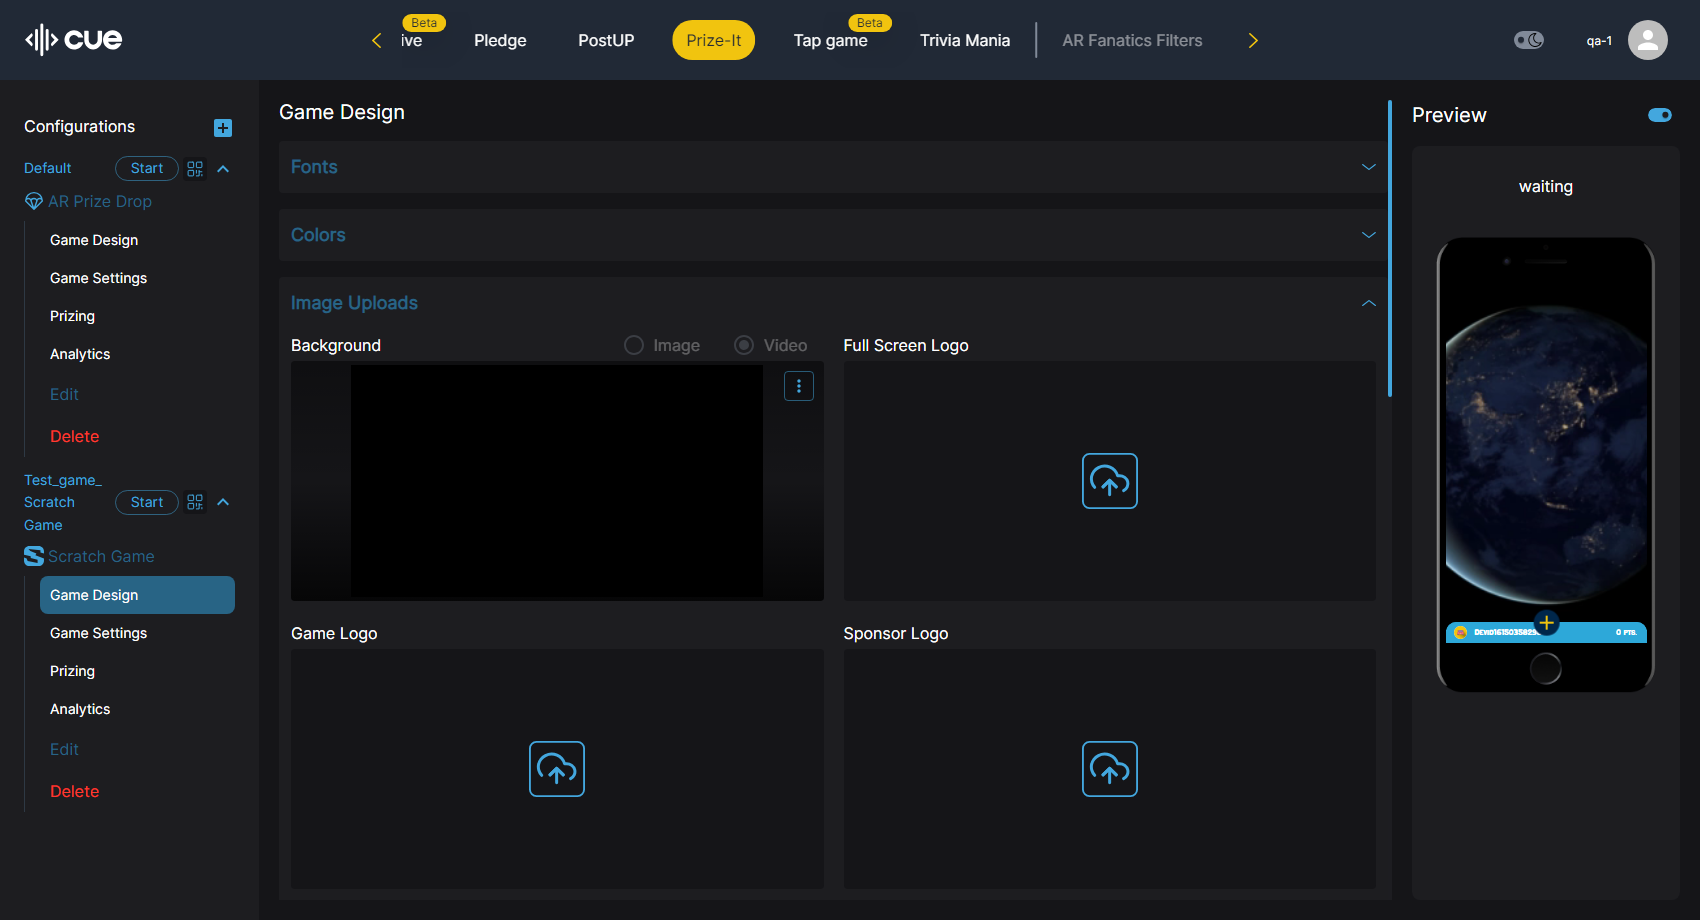 cue
Beta
Beta
ive
Pledge
PostUP
Prize-It
Tap game
Trivia Mania
AR Fanatics Filters
qa-1
Configurations
Default
Start
AR Prize Drop
Game Design
Game Settings
Prizing
Analytics
Edit
Delete
Test_game_
Scratch
Game
Start
Scratch Game
Game Design
Game Settings
Prizing
Analytics
Edit
Delete
Game Design
Fonts
Colors
Image Uploads
Background
Image
Video
Full Screen Logo
Game Logo
Sponsor Logo
Preview
waiting
0 PTS.